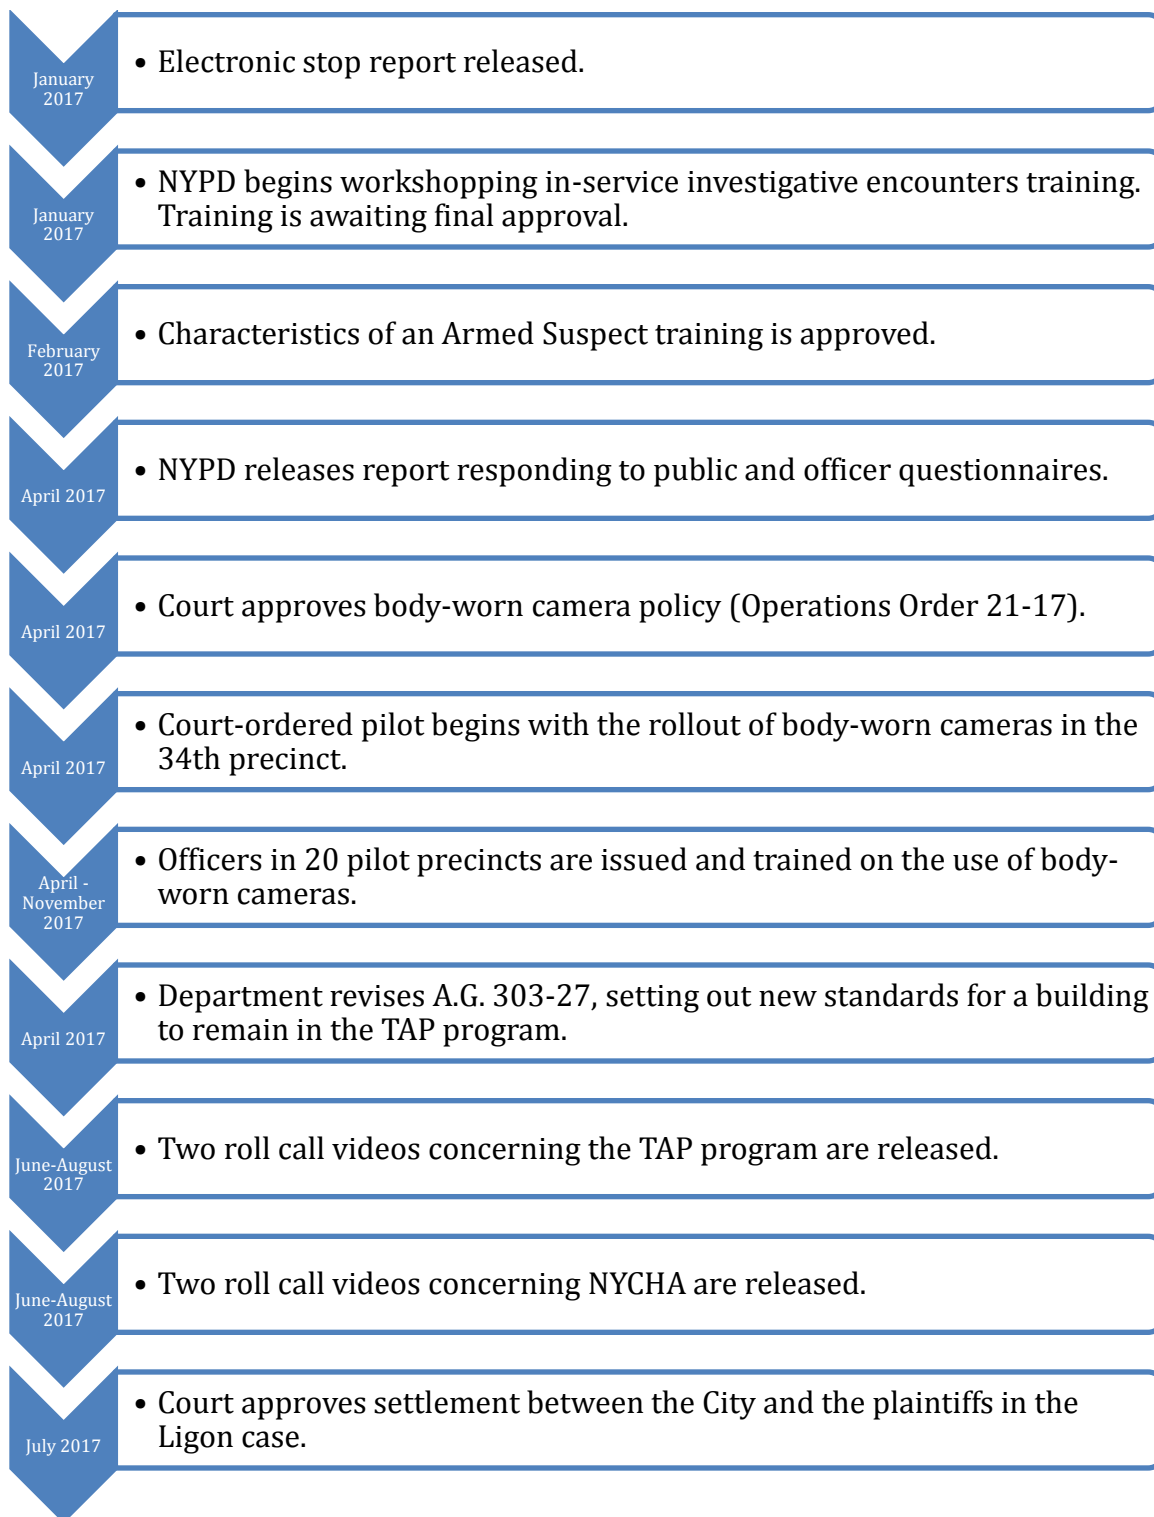 January
2017
• Electronic stop report released.
January
2017
• NYPD begins workshopping in-service investigative encounters training.
Training is awaiting final approval.
February
2017
• Characteristics of an Armed Suspect training is approved.
April 2017
• NYPD releases report responding to public and officer questionnaires.
April 2017
• Court approves body-worn camera policy (Operations Order 21-17).
April 2017
• Court-ordered pilot begins with the rollout of body-worn cameras in the
34th precinct.
April -
November
2017
• Officers in 20 pilot precincts are issued and trained on the use of body-
worn cameras.
April 2017
• Department revises A.G. 303-27, setting out new standards for a building
to remain in the TAP program.
June-August
2017
• Two roll call videos concerning the TAP program are released.
June-August
2017
• Two roll call videos concerning NYCHA are released.
July 2017
• Court approves settlement between the City and the plaintiffs in the
Ligon case.